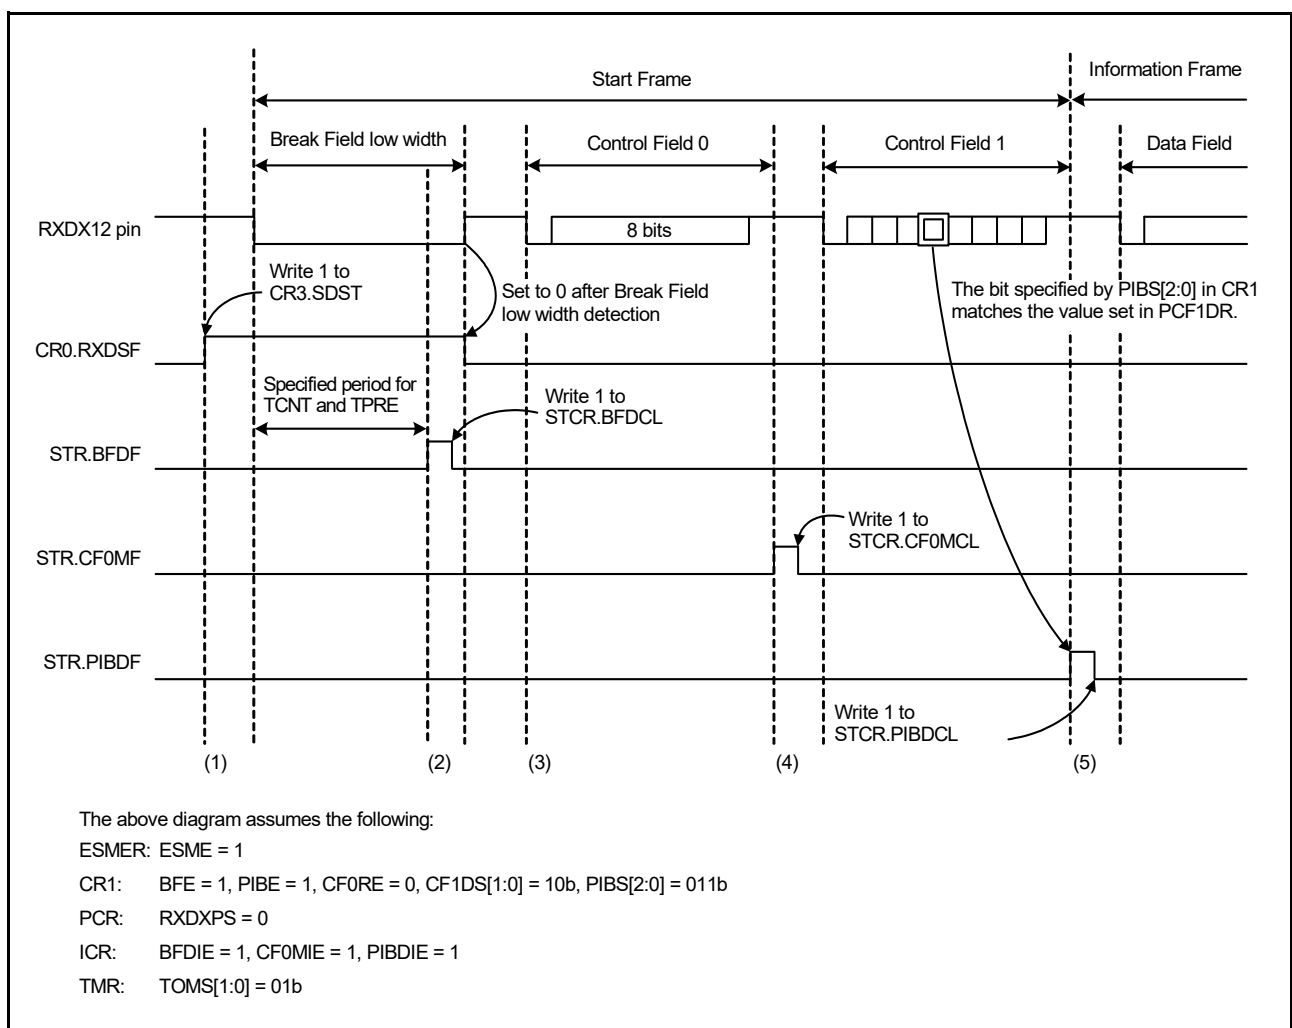 Start Frame
Information Frame
Break Field low width
Control Field 0
Control Field 1
Data Field
RXDX12 pin
8 bits
Write 1 to
CR3.SDST
Set to 0 after Break Field
low width detection
The bit specified by PIBS[2:0] in CR1
matches the value set in PCF1DR.
CR0.RXDSF
Specified period for
TCNT and TPRE
Write 1 to
STCR.BFDCL
STR.BFDF
Write 1 to
STCR.CF0MCL
STR.CF0MF
STR.PIBDF
Write 1 to
STCR.PIBDCL
(1)
(2)
(3)
(4)
(5)
The above diagram assumes the following:
ESMER: ESME = 1
CR1: BFE = 1, PIBE = 1, CF0RE = 0, CF1DS[1:0] = 10b, PIBS[2:0] = 011b
PCR: RXDXPS = 0
ICR: BFDIE = 1, CF0MIE = 1, PIBDIE = 1
TMR: TOMS[1:0] = 01b